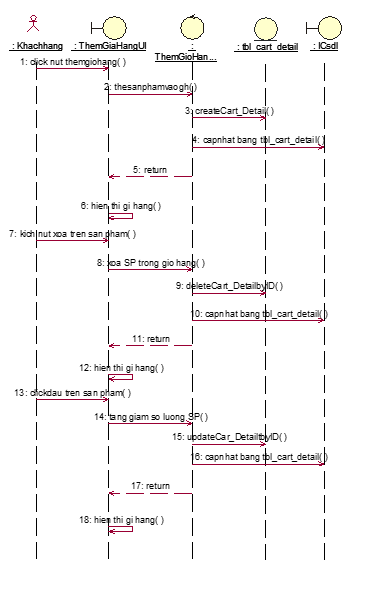 : Khachhang
: ThemGiaHangUI
:
ThemGioHan...
: tbl_cart_detail
: ICsdl
1: click nut themgiohang( )
2: thesanphamvaogh( )
3: createCart_Detail( )
4: capnhat bang tbl_cart_detail( )
5: return
6: hien thi gi hang( )
7: kich nut xoa tren san pham( )
8: xoa SP trong gio hang( )
9: deleteCart_DetailbyID( )
10: capnhat bang tbl_cart_detail( )
11: return
12: hien thi gi hang( )
13: clickdau tren san pham( )
14: tang giam so luong SP( )
15: updateCar_DetailtbyID( )
16: capnhat bang tbl_cart_detail( )
17: return
18: hien thi gi hang( )